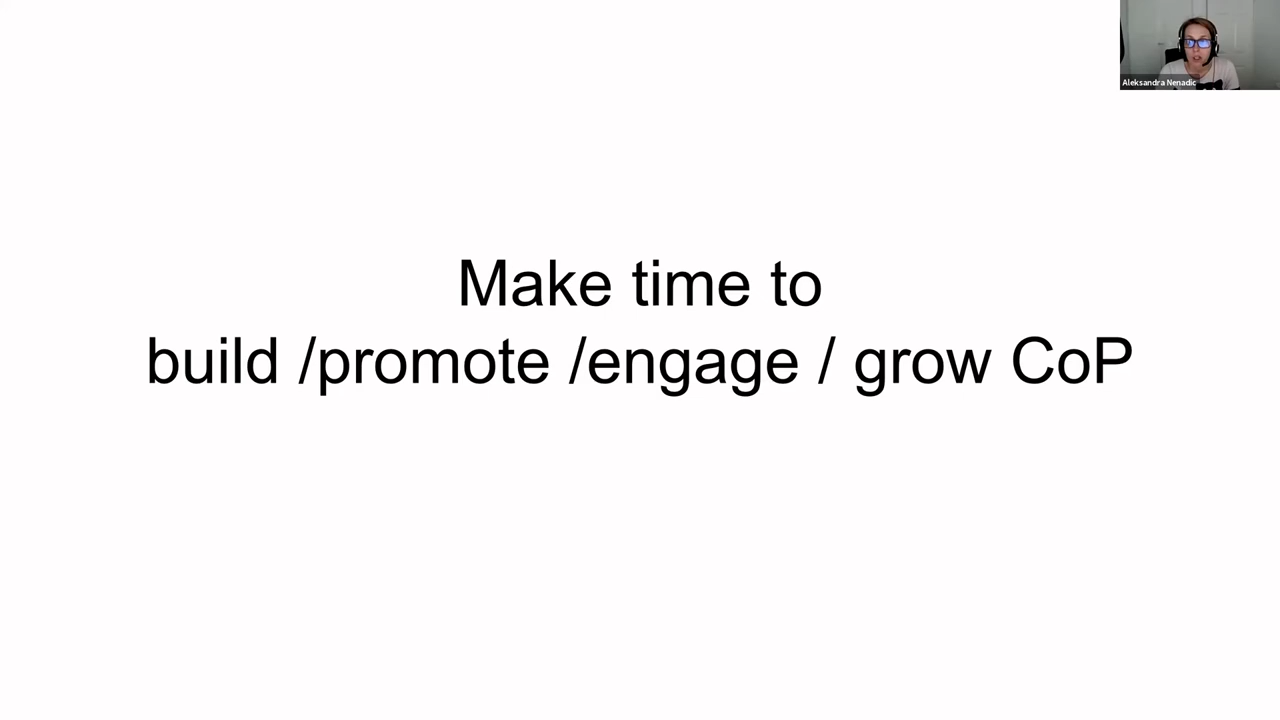 Aleksandra Nenadic
Make time to
build /promote /engage / grow CoP